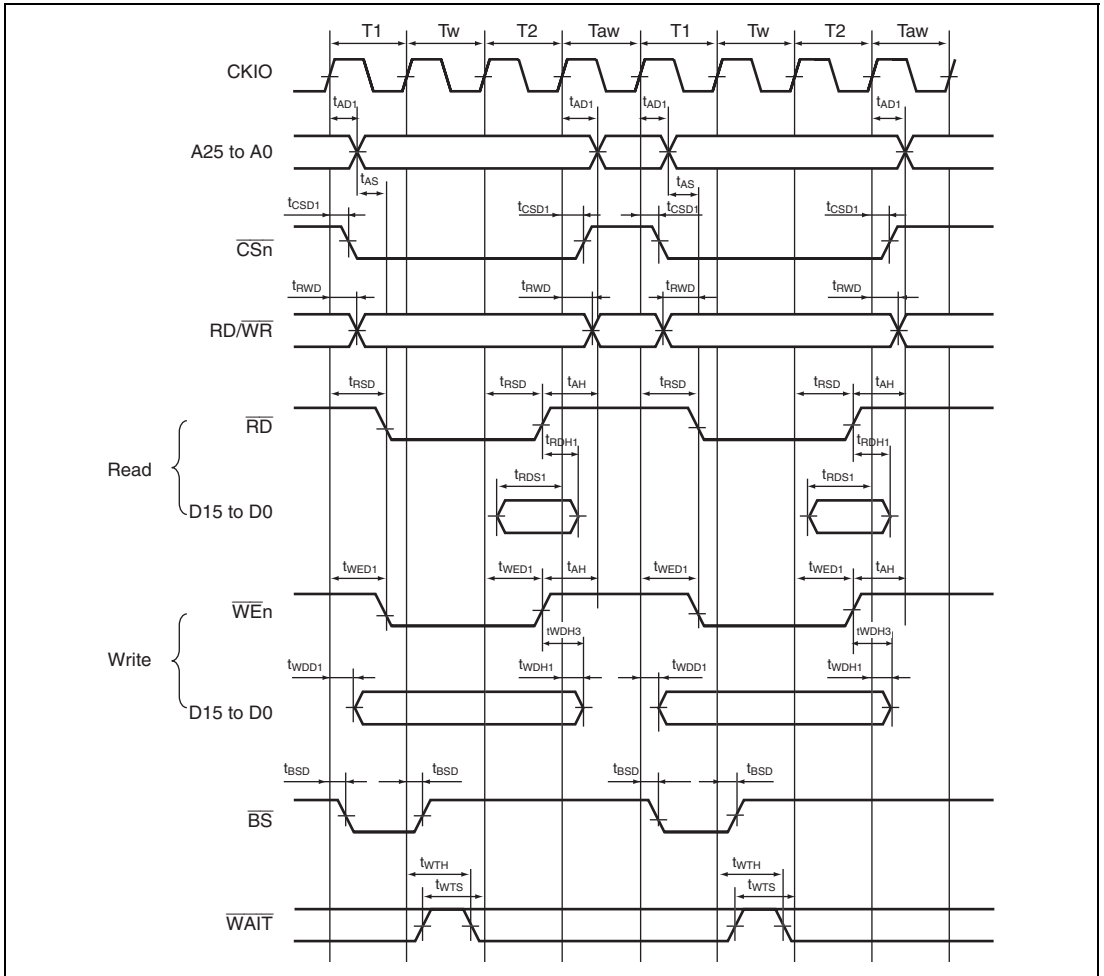 T1 Tw T2 Taw T1 Tw T2 Taw
CKIO
tAD1 tAD1 tAD1 tAD1
A25 to A0
tAS tAS
tCSD1 tCSD1 tCSD1 tCSD1
CSn
tRWD tRWD tRWD tRWD
RD/WR
tRSD tRSD tAH tRSD tRSD tAH
RD
tRDH1 tRDH1
Read
tRDS1 tRDS1
D15 to D0
tWED1 tWED1 tAH tWED1 tWED1 tAH
WEn
tWDH3 tWDH3
Write
tWDD1 tWDH1 tWDD1 tWDH1
D15 to D0
tBSD tBSD tBSD tBSD
BS
tWTH tWTH
tWTS tWTS
WAIT